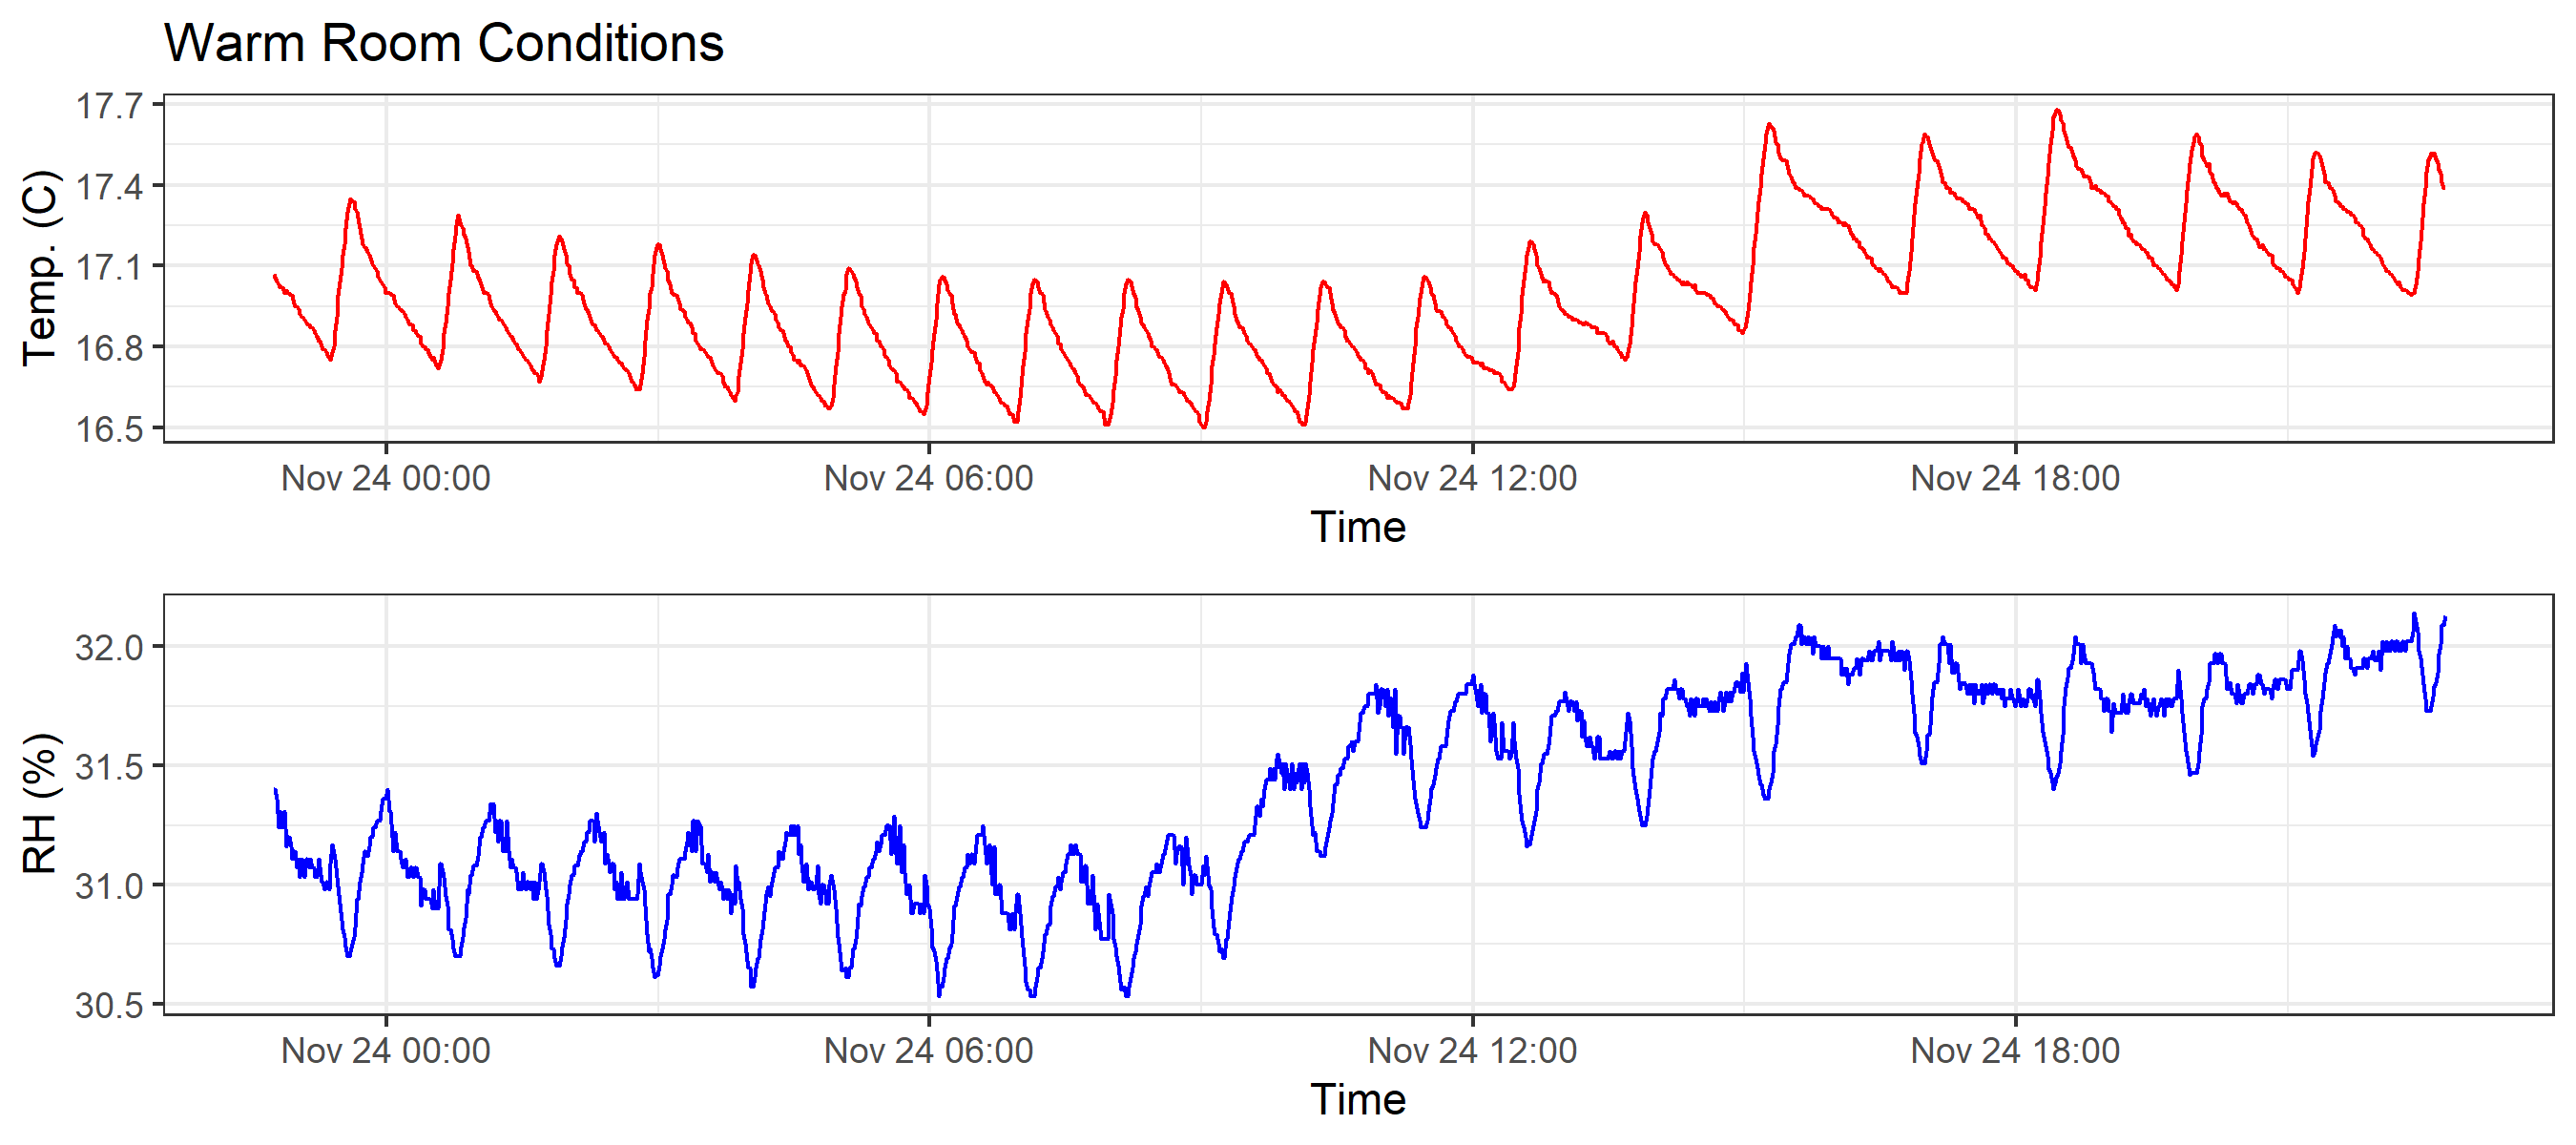 Warm Room Conditions
17.7
17.4
17.1
16.8
16.5
Temp. (C)
Nov 24 00:00 Nov 24 06:00 Nov 24 12:00 Nov 24 18:00
Time
32.0
31.5
31.0
30.5
RH (%)
Nov 24 00:00 Nov 24 06:00 Nov 24 12:00 Nov 24 18:00
Time